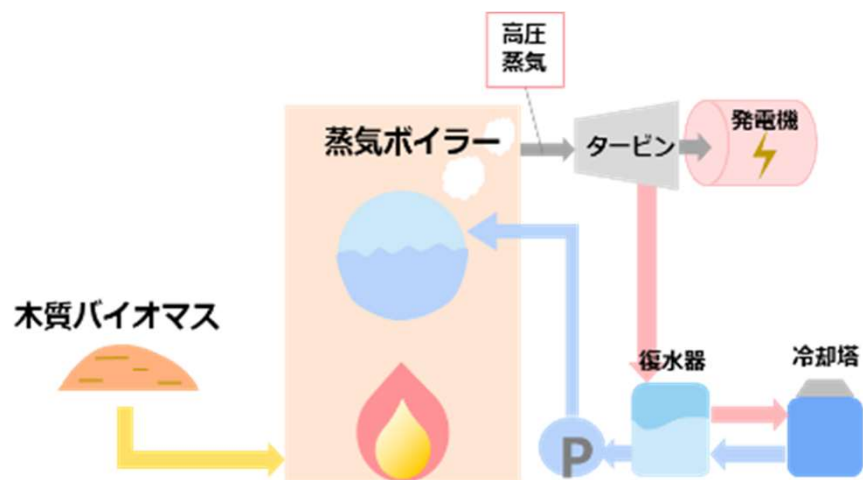 高圧
蒸気
蒸気ボイラー
タービン
発電機
木質バイオマス
復水器
冷却塔
P